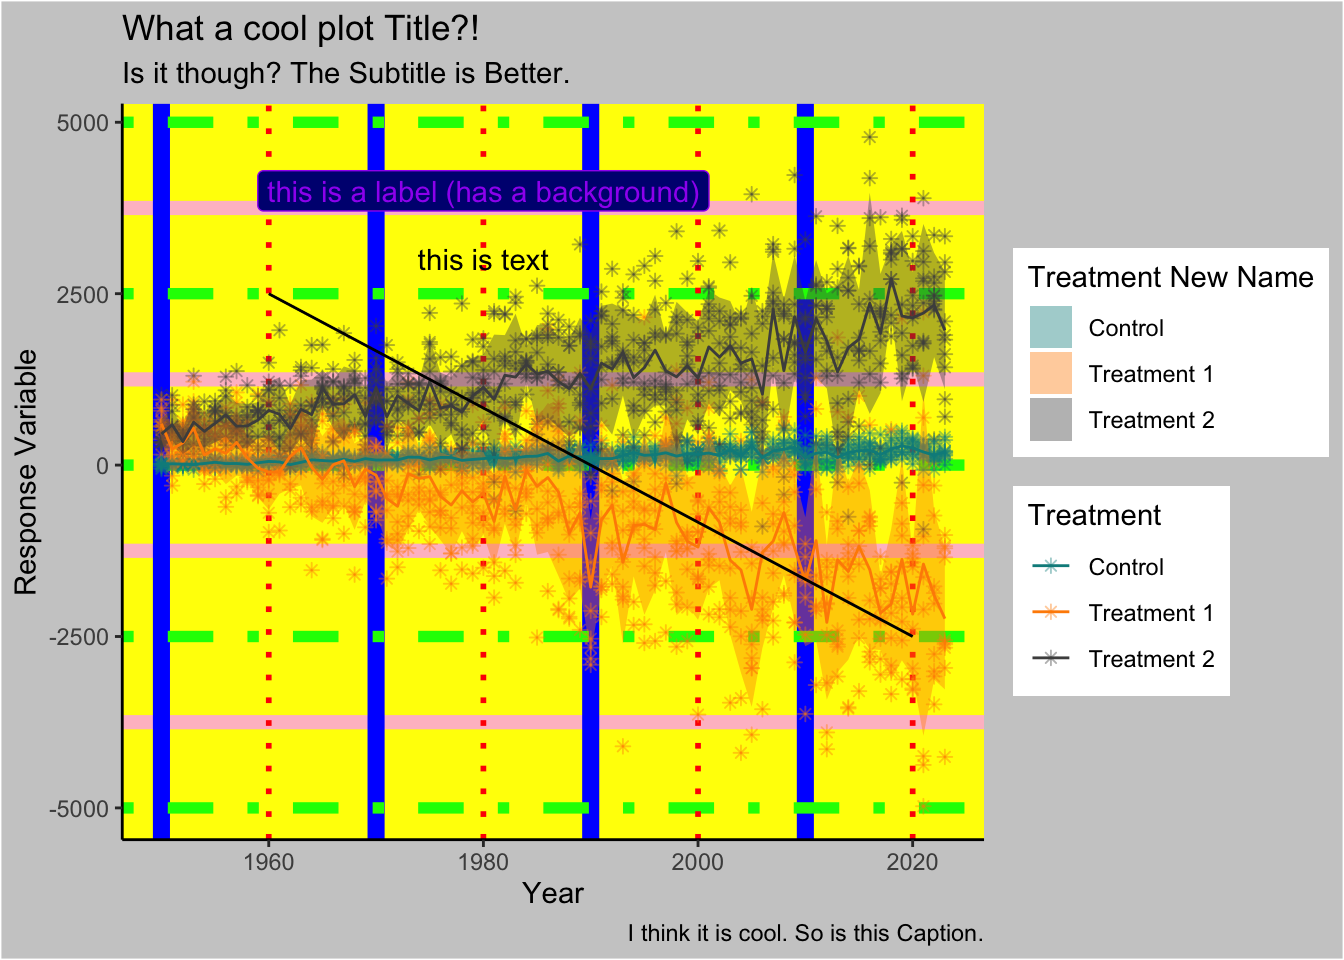 What a cool plot Title?!
Is it though? The Subtitle is Better.
Response Variable
5000
2500
0
-2500
-5000
this is a label (has a background)
this is text
1960 1980 2000 2020
Year
I think it is cool. So is this Caption.
Treatment New Name
Control
Treatment 1
Treatment 2
Treatment
Control
Treatment 1
Treatment 2